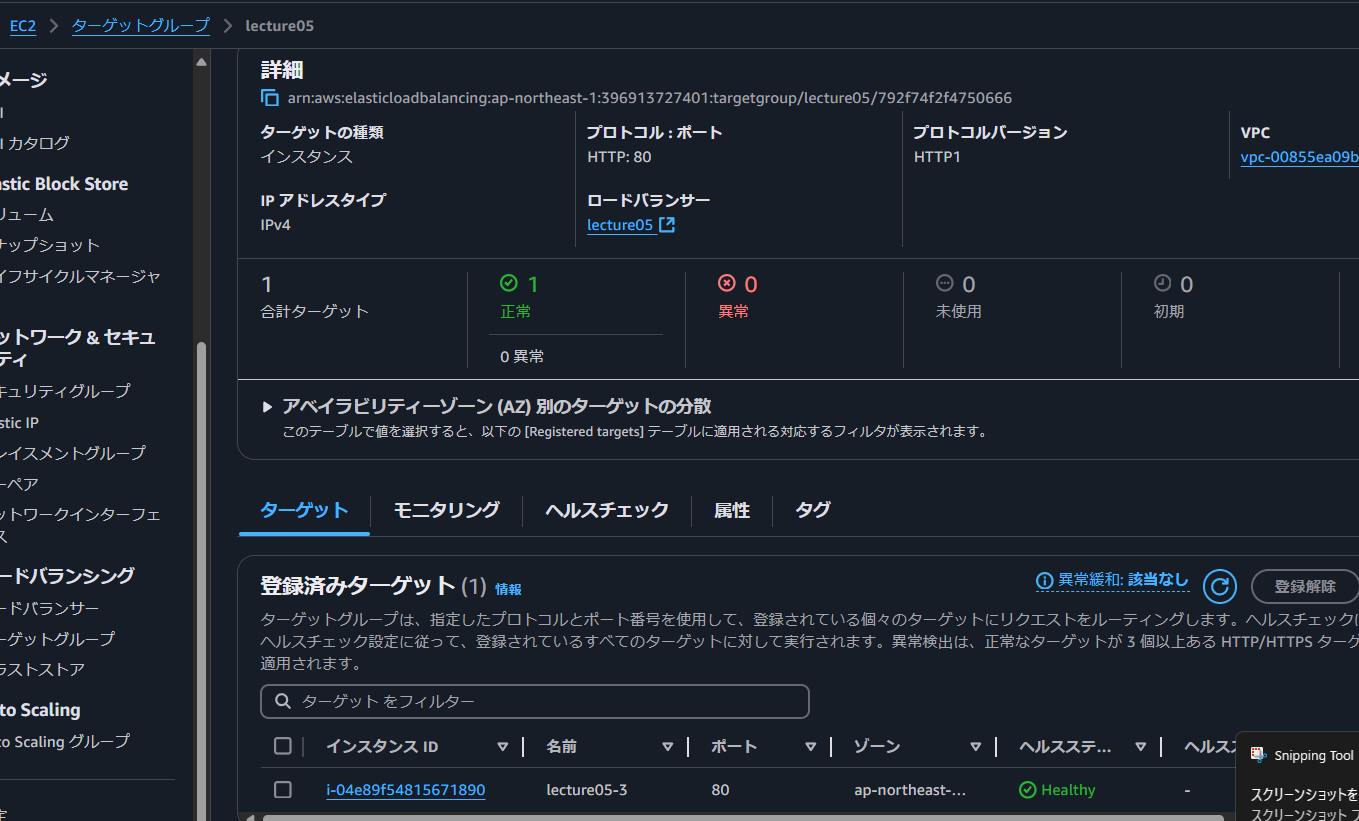 EC2 > ターゲットグループ > lecture05
メージ
I
I カタログ
astic Block Store
リューム
ナップショット
イフサイクルマネージャ
ットワーク & セキュ
ティ
キュリティグループ
stic IP
レイスメントグループ
ーペア
ットワークインターフェ
ス
ードバランシング
ードバランサー
ーゲットグループ
ラストストア
to Scaling
to Scaling グループ
定
詳細
arn:aws:elasticloadbalancing:ap-northeast-1:396913727401:targetgroup/lecture05/792f74f2f4750666
ターゲットの種類
インスタンス
プロトコル : ポート
HTTP: 80
プロトコルバージョン
HTTP1
VPC
vpc-00855ea09b
IP アドレスタイプ
IPv4
ロードバランサー
lecture05
1
合計ターゲット
1
正常
0 異常
0
異常
0
未使用
0
初期
アベイラビリティーゾーン (AZ) 別のターゲットの分散
このテーブルで値を選択すると、以下の [Registered targets] テーブルに適用される対応するフィルタが表示されます。
ターゲット モニタリング ヘルスチェック 属性 タグ
登録済みターゲット (1) 情報
異常緩和: 該当なし
登録解除
ターゲットグループは、指定したプロトコルとポート番号を使用して、登録されている個々のターゲットにリクエストをルーティングします。ヘルスチェックに
ヘルスチェック設定に従って、登録されているすべてのターゲットに対して実行されます。異常検出は、正常なターゲットが 3 個以上ある HTTP/HTTPS ターゲ
適用されます。
ターゲット をフィルター
インスタンス ID 名前 ポート ゾーン ヘルスステ... ヘルス
i-04e89f54815671890 lecture05-3 80 ap-northeast-... Healthy -
Snipping Tool
スクリーンショットを
スクリーンショット フ